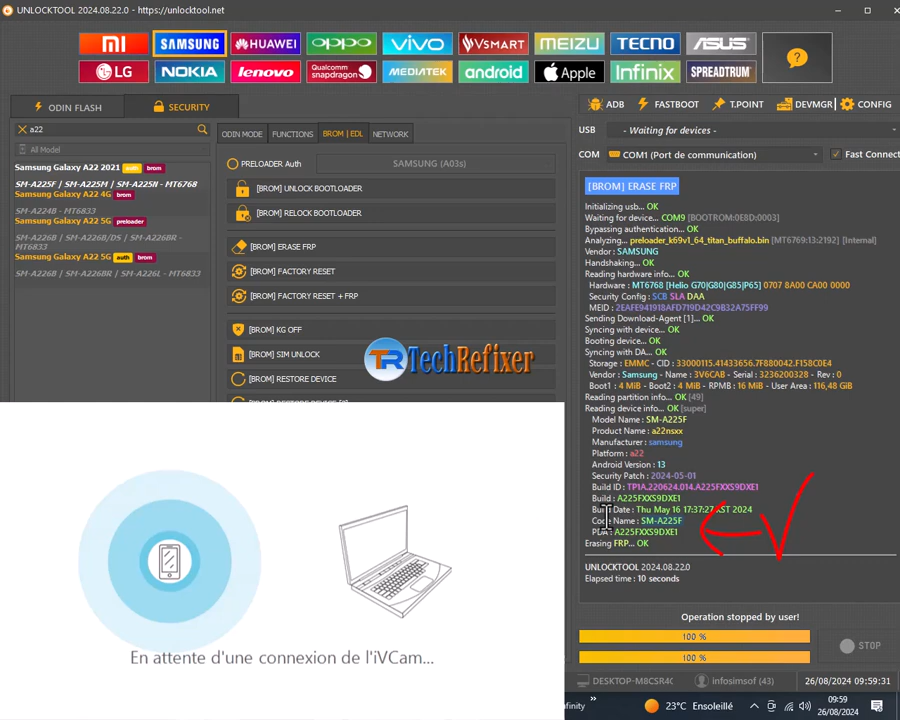 UNLOCKTOOL 2024.08.22.0 - https://unlocktool.net
mi SAMSUNG HUAWEI oppo vivo VSMART MEIZU TECNO ASUS
LG NOKIA lenovo Qualcomm snapdragon MEDIATEK android Apple Infinix SPREADTRUM
ODIN FLASH SECURITY
a22
All Model
Samsung Galaxy A22 2021 auth brom
SM-A225F / SM-A225M / SM-A225N - MT6768
Samsung Galaxy A22 4G brom
SM-A224B - MT6833
Samsung Galaxy A22 5G preloader
SM-A226B / SM-A226B/DS / SM-A226BR -
MT6833
Samsung Galaxy A22 5G auth brom
SM-A226B / SM-A226BR / SM-A226L - MT6833
ODIN MODE FUNCTIONS BROM | EDL NETWORK
PRELOADER Auth SAMSUNG (A03s)
[BROM] UNLOCK BOOTLOADER
[BROM] RELOCK BOOTLOADER
[BROM] ERASE FRP
[BROM] FACTORY RESET
[BROM] FACTORY RESET + FRP
[BROM] KG OFF
[BROM] SIM UNLOCK
[BROM] RESTORE DEVICE
TR TechRefixer
ADB FASTBOOT T.POINT DEVMGR CONFIG
USB - Waiting for devices -
COM COM1 (Port de communication) Fast Connect
[BROM] ERASE FRP
Initializing usb... OK
Waiting for device... COM9 [BOOTROM:0E8D:0003]
Bypassing authentication... OK
Analyzing... preloader_k69v1_64_titan_buffalo.bin [MT6769:13:2192] [Internal]
Vendor : SAMSUNG
Handshaking... OK
Reading hardware info... OK
Hardware : MT6768 [Helio G70|G80|G85|P65] 0707 8A00 CA00 0000
Security Config : SCB SLA DAA
MEID : 2EAFE941918AFD719D42C9B32A75FF99
Sending Download-Agent [1]... OK
Syncing with device... OK
Booting device... OK
Syncing with DA... OK
Storage : EMMC - CID : 33000115.41433656.7F880042.F158C0E4
Vendor : Samsung - Name : 3V6CAB - Serial : 3236200328 - Rev : 0
Boot1 : 4 MiB - Boot2 : 4 MiB - RPMB : 16 MiB - User Area : 116,48 GiB
Reading partition info... OK [49]
Reading device info... OK [super]
Model Name : SM-A225F
Product Name : a22nsxx
Manufacturer : samsung
Platform : a22
Android Version : 13
Security Patch : 2024-05-01
Build ID : TP1A.220624.014.A225FXXS9DXE1
Build : A225FXXS9DXE1
Build Date : Thu May 16 17:37:27 KST 2024
Code Name : SM-A225F
PDA : A225FXXS9DXE1
Erasing FRP... OK
UNLOCKTOOL 2024.08.22.0
Elapsed time : 10 seconds
Operation stopped by user!
100 %
100 %
STOP
infosimsof (43) 26/08/2024 09:59:31
En attente d'une connexion de l'iVCam...
23°C Ensoleillé
09:59
26/08/2024